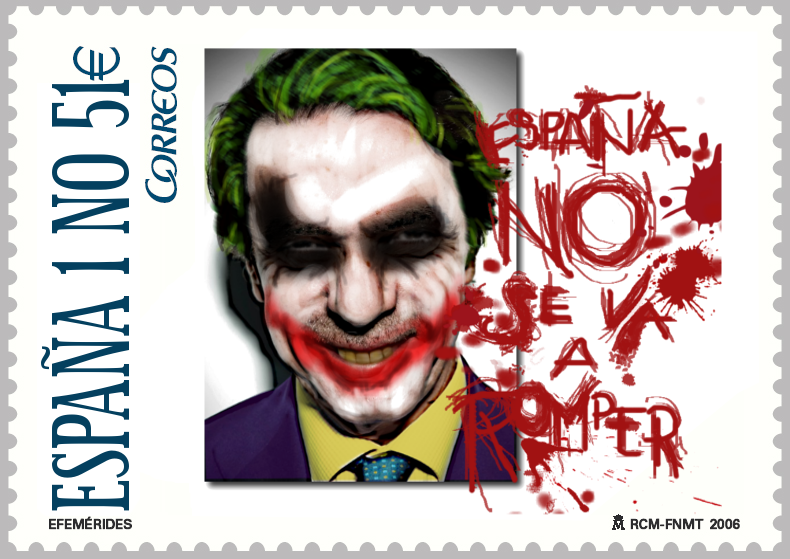 ESPAÑA 1 NO 51€
CORREOS
ESPAÑA
NO
SE VA
A
ROMPER
EFEMÉRIDES
RCM-FNMT 2006